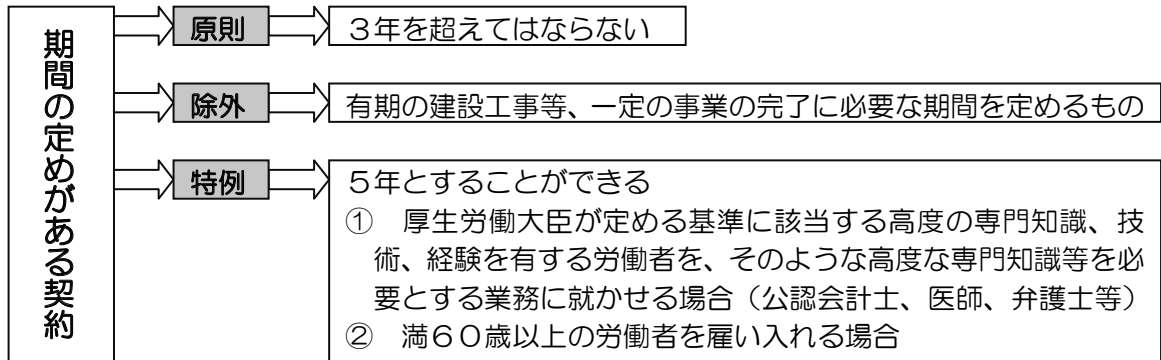 期間の定めがある契約
原則
３年を超えてはならない
除外
有期の建設工事等、一定の事業の完了に必要な期間を定めるもの
特例
５年とすることができる
① 厚生労働大臣が定める基準に該当する高度の専門知識、技
術、経験を有する労働者を、そのような高度な専門知識等を必
要とする業務に就かせる場合（公認会計士、医師、弁護士等）
② 満６０歳以上の労働者を雇い入れる場合